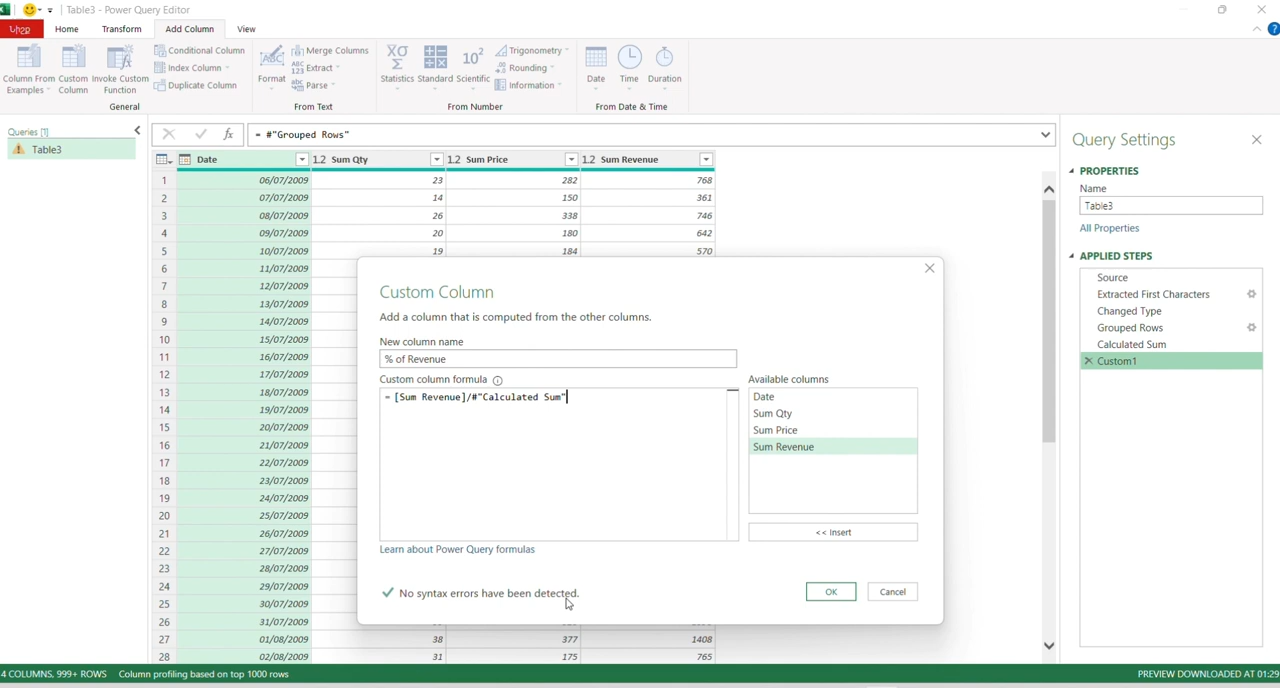 Table3 - Power Query Editor
Նիշք Home Transform Add Column View
Column From Examples
Custom Column
Invoke Custom Function
Conditional Column
Index Column
Duplicate Column
General
Format
Merge Columns
Extract
Parse
From Text
Statistics
Standard
Scientific
Trigonometry
Rounding
Information
From Number
Date
Time
Duration
From Date & Time
Queries [1]
Table3
fx = #"Grouped Rows"
Date 1.2 Sum Qty 1.2 Sum Price 1.2 Sum Revenue
1 06/07/2009 23 282 768
2 07/07/2009 14 150 361
3 08/07/2009 26 338 746
4 09/07/2009 20 180 642
5 10/07/2009 19 184 570
6 11/07/2009
7 12/07/2009
8 13/07/2009
9 14/07/2009
10 15/07/2009
11 16/07/2009
12 17/07/2009
13 18/07/2009
14 19/07/2009
15 20/07/2009
16 21/07/2009
17 22/07/2009
18 23/07/2009
19 24/07/2009
20 25/07/2009
21 26/07/2009
22 27/07/2009
23 28/07/2009
24 29/07/2009
25 30/07/2009
26 31/07/2009
27 01/08/2009 38 377 1408
28 02/08/2009 31 175 765
Custom Column
Add a column that is computed from the other columns.
New column name
% of Revenue
Custom column formula
= [Sum Revenue]/#"Calculated Sum"
Available columns
Date
Sum Qty
Sum Price
Sum Revenue
<< Insert
Learn about Power Query formulas
No syntax errors have been detected.
OK
Cancel
Query Settings
PROPERTIES
Name
Table3
All Properties
APPLIED STEPS
Source
Extracted First Characters
Changed Type
Grouped Rows
Calculated Sum
Custom1
4 COLUMNS, 999+ ROWS Column profiling based on top 1000 rows
PREVIEW DOWNLOADED AT 01:29